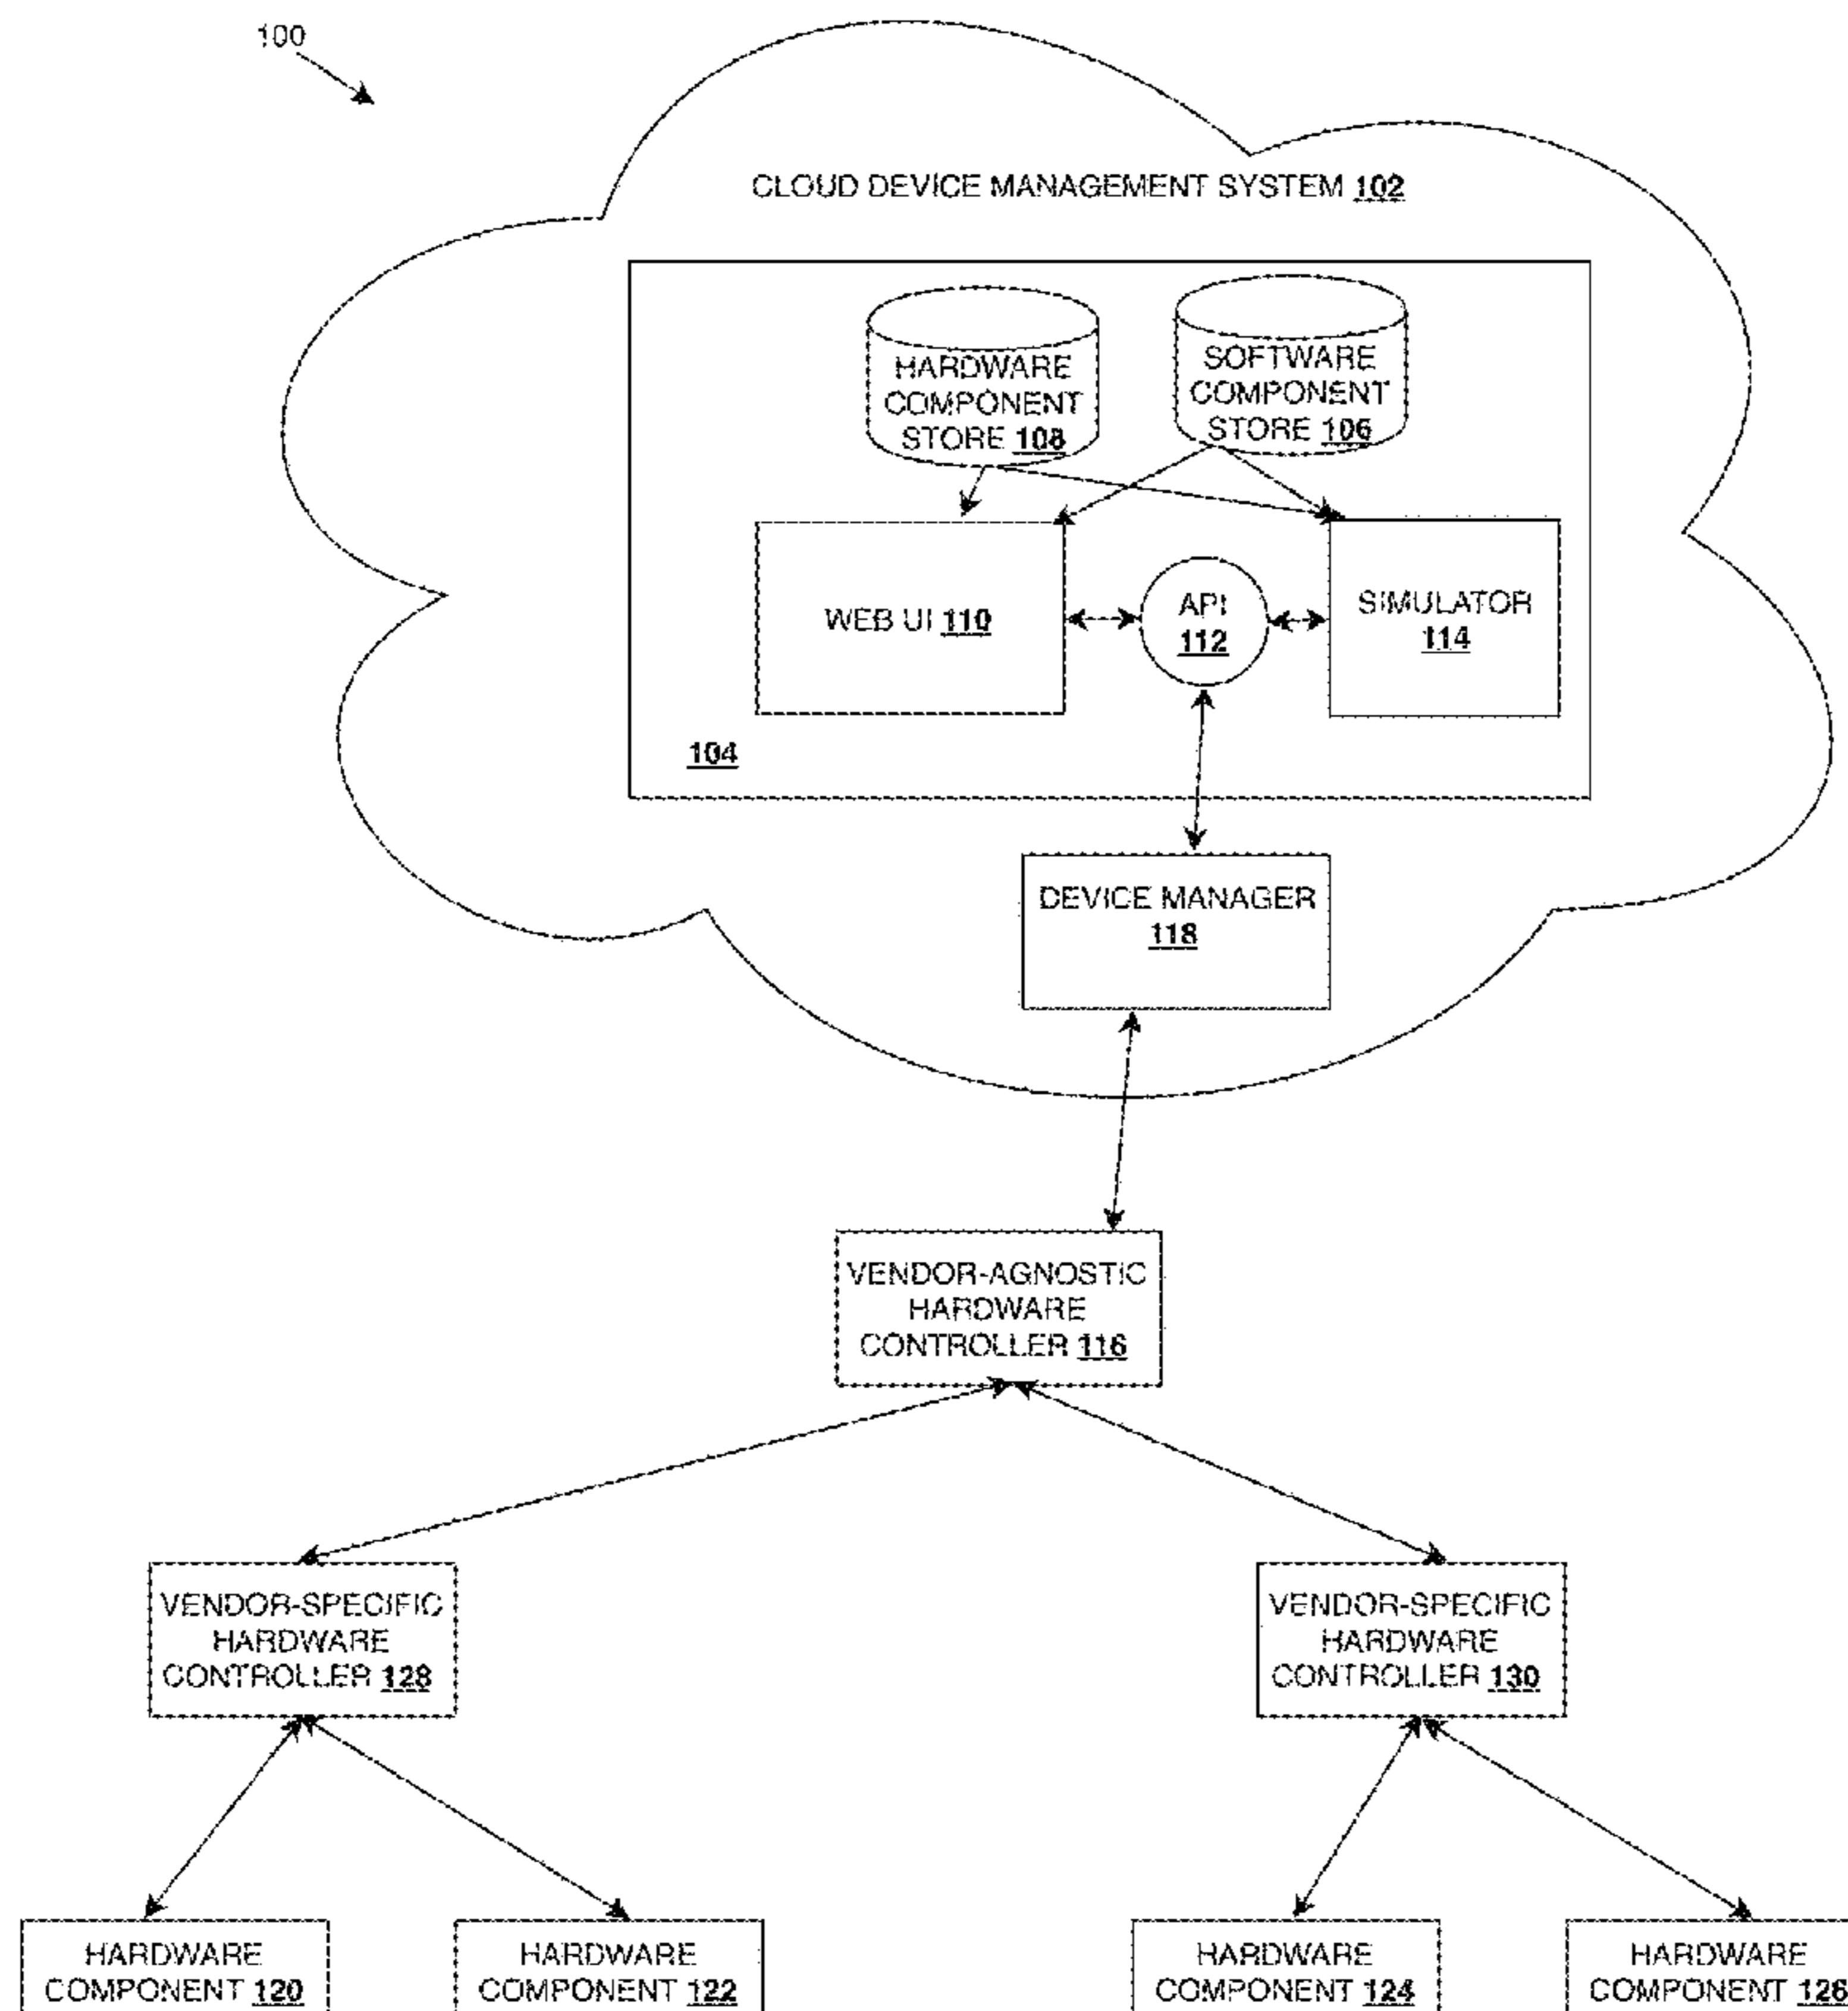 100
CLOUD DEVICE MANAGEMENT SYSTEM 102
HARDWARE
COMPONENT
STORE 108
SOFTWARE
COMPONENT
STORE 106
WEB UI 110
API
112
SIMULATOR
114
104
DEVICE MANAGER
118
VENDOR-AGNOSTIC
HARDWARE
CONTROLLER 116
VENDOR-SPECIFIC
HARDWARE
CONTROLLER 128
VENDOR-SPECIFIC
HARDWARE
CONTROLLER 130
HARDWARE
COMPONENT 120
HARDWARE
COMPONENT 122
HARDWARE
COMPONENT 124
HARDWARE
COMPONENT 126